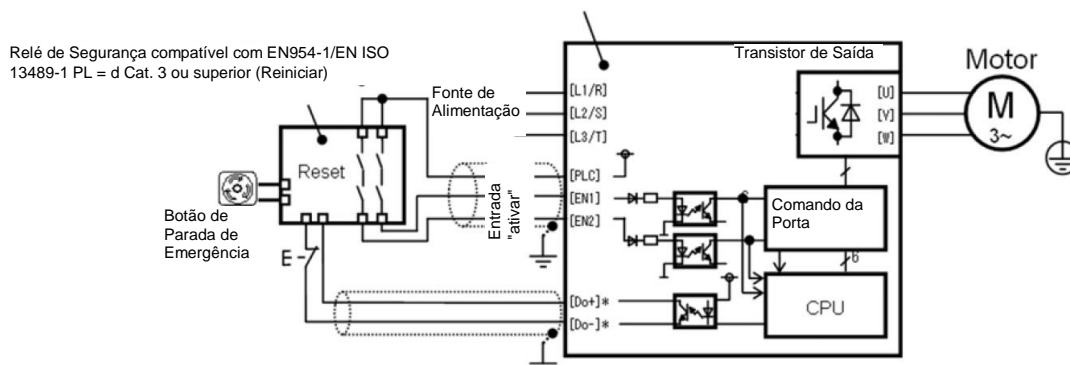 Relé de Segurança compatível com EN954-1/EN ISO
13489-1 PL = d Cat. 3 ou superior (Reiniciar)
Transistor de Saída
Motor
Fonte de
Alimentação
[L1/R]
[L2/S]
[L3/T]
[U]
[V]
[W]
M
3~
Reset
[PLC]
[EN1]
[EN2]
Entrada
"ativar"
Comando da
Porta
Botão de
Parada de
Emergência
E
6
CPU
[Do+]*
[Do-]*